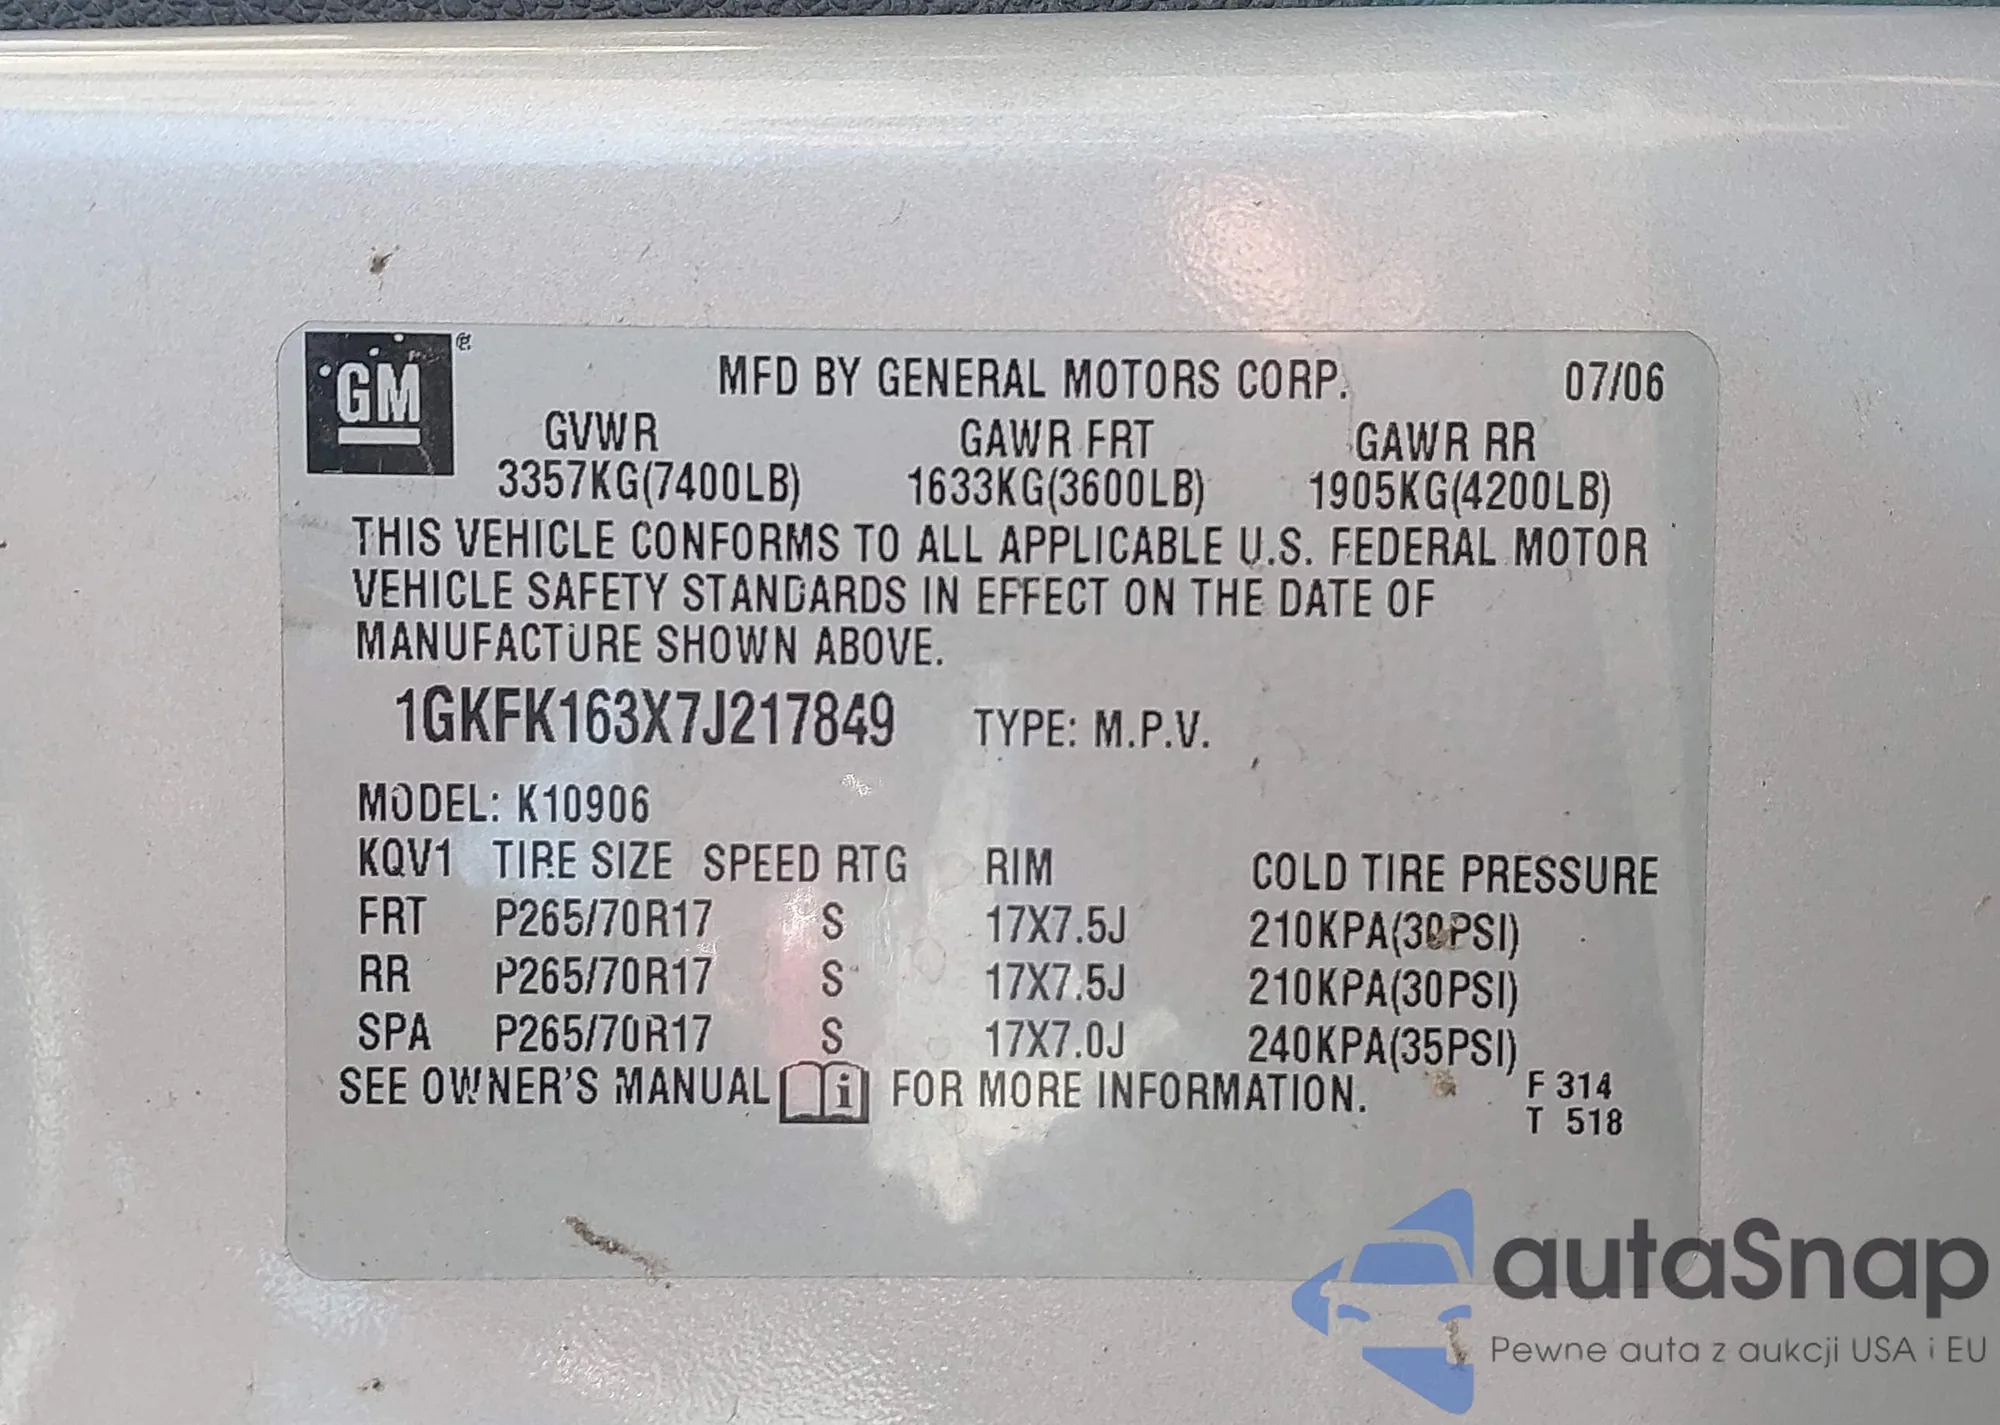 GM®
MFD BY GENERAL MOTORS CORP. 07/06
GVWR GAWR FRT GAWR RR
3357KG(7400LB) 1633KG(3600LB) 1905KG(4200LB)
THIS VEHICLE CONFORMS TO ALL APPLICABLE U.S. FEDERAL MOTOR
VEHICLE SAFETY STANDARDS IN EFFECT ON THE DATE OF
MANUFACTURE SHOWN ABOVE.
1GKFK163X7J217849 TYPE: M.P.V.
MODEL: K10906
KQV1 TIRE SIZE SPEED RTG RIM COLD TIRE PRESSURE
FRT P265/70R17 S 17X7.5J 210KPA(30PSI)
RR P265/70R17 S 17X7.5J 210KPA(30PSI)
SPA P265/70R17 S 17X7.0J 240KPA(35PSI)
SEE OWNER'S MANUAL i FOR MORE INFORMATION.
F 314
T 518
autaSnap
Pewne auta z aukcji USA i EU